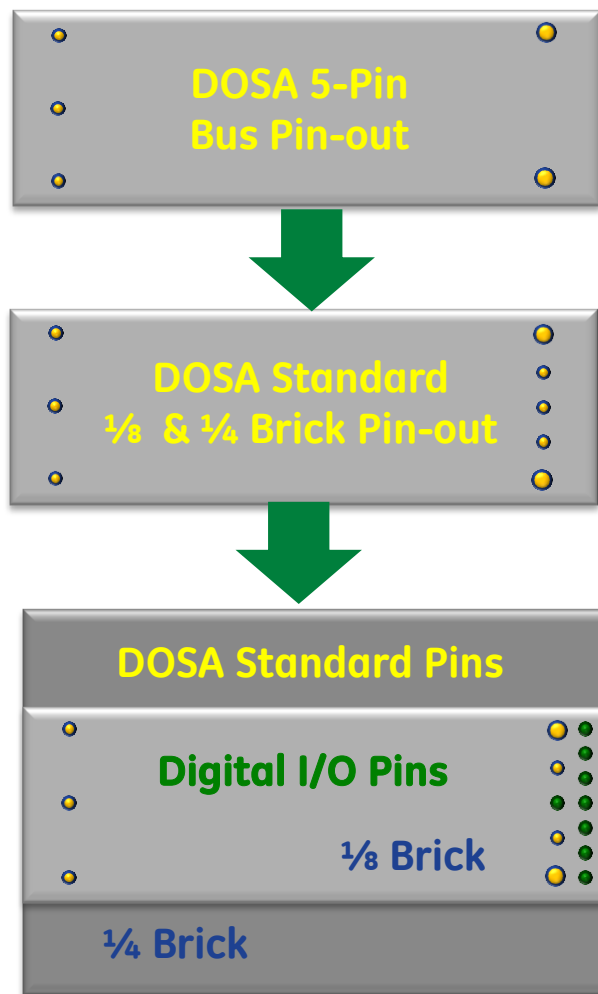 DOSA 5-Pin
Bus Pin-out
DOSA Standard
⅛ & ¼ Brick Pin-out
DOSA Standard Pins
Digital I/O Pins
⅛ Brick
¼ Brick